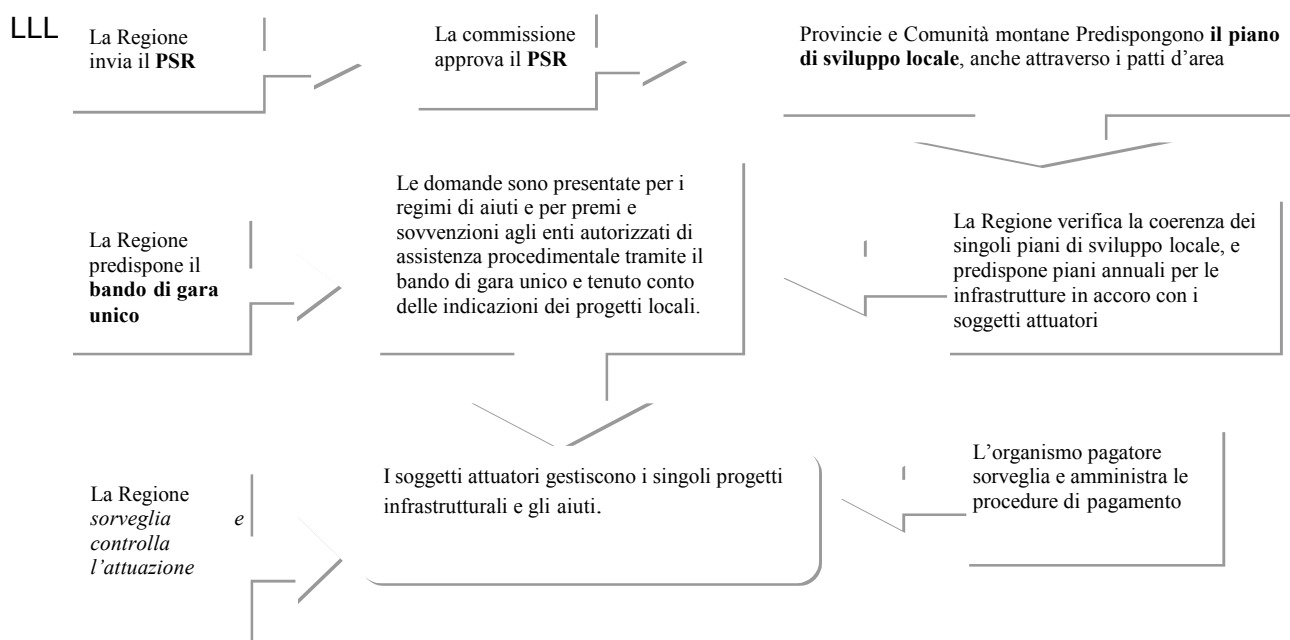 LLL
La Regione
invia il PSR
La commissione
approva il PSR
Provincie e Comunità montane Predispongono il piano
di sviluppo locale, anche attraverso i patti d'area
La Regione
predispone il
bando di gara
unico
Le domande sono presentate per i
regimi di aiuti e per premi e
sovvenzioni agli enti autorizzati di
assistenza procedimentale tramite il
bando di gara unico e tenuto conto
delle indicazioni dei progetti locali.
La Regione verifica la coerenza dei
singoli piani di sviluppo locale, e
predispone piani annuali per le
infrastrutture in accoro con i
soggetti attuatori
La Regione
sorveglia e
controlla
l'attuazione
I soggetti attuatori gestiscono i singoli progetti
infrastrutturali e gli aiuti.
L'organismo pagatore
sorveglia e amministra le
procedure di pagamento